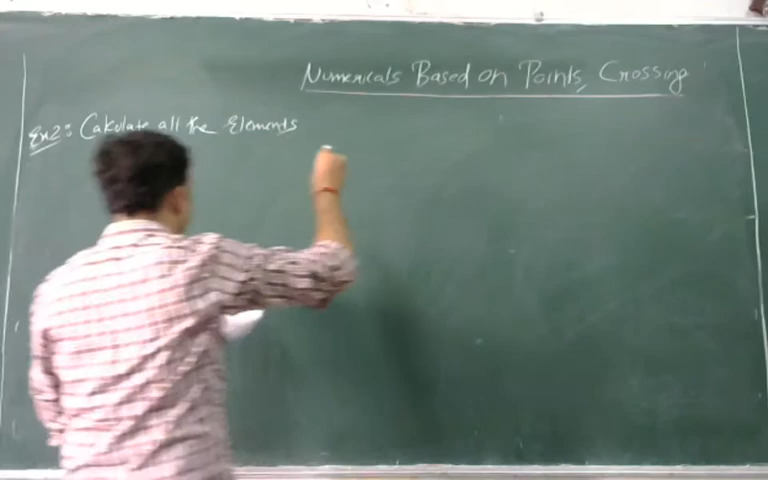 Numericals Based on Points, Crossing
Ex2: Calculate all the Elements